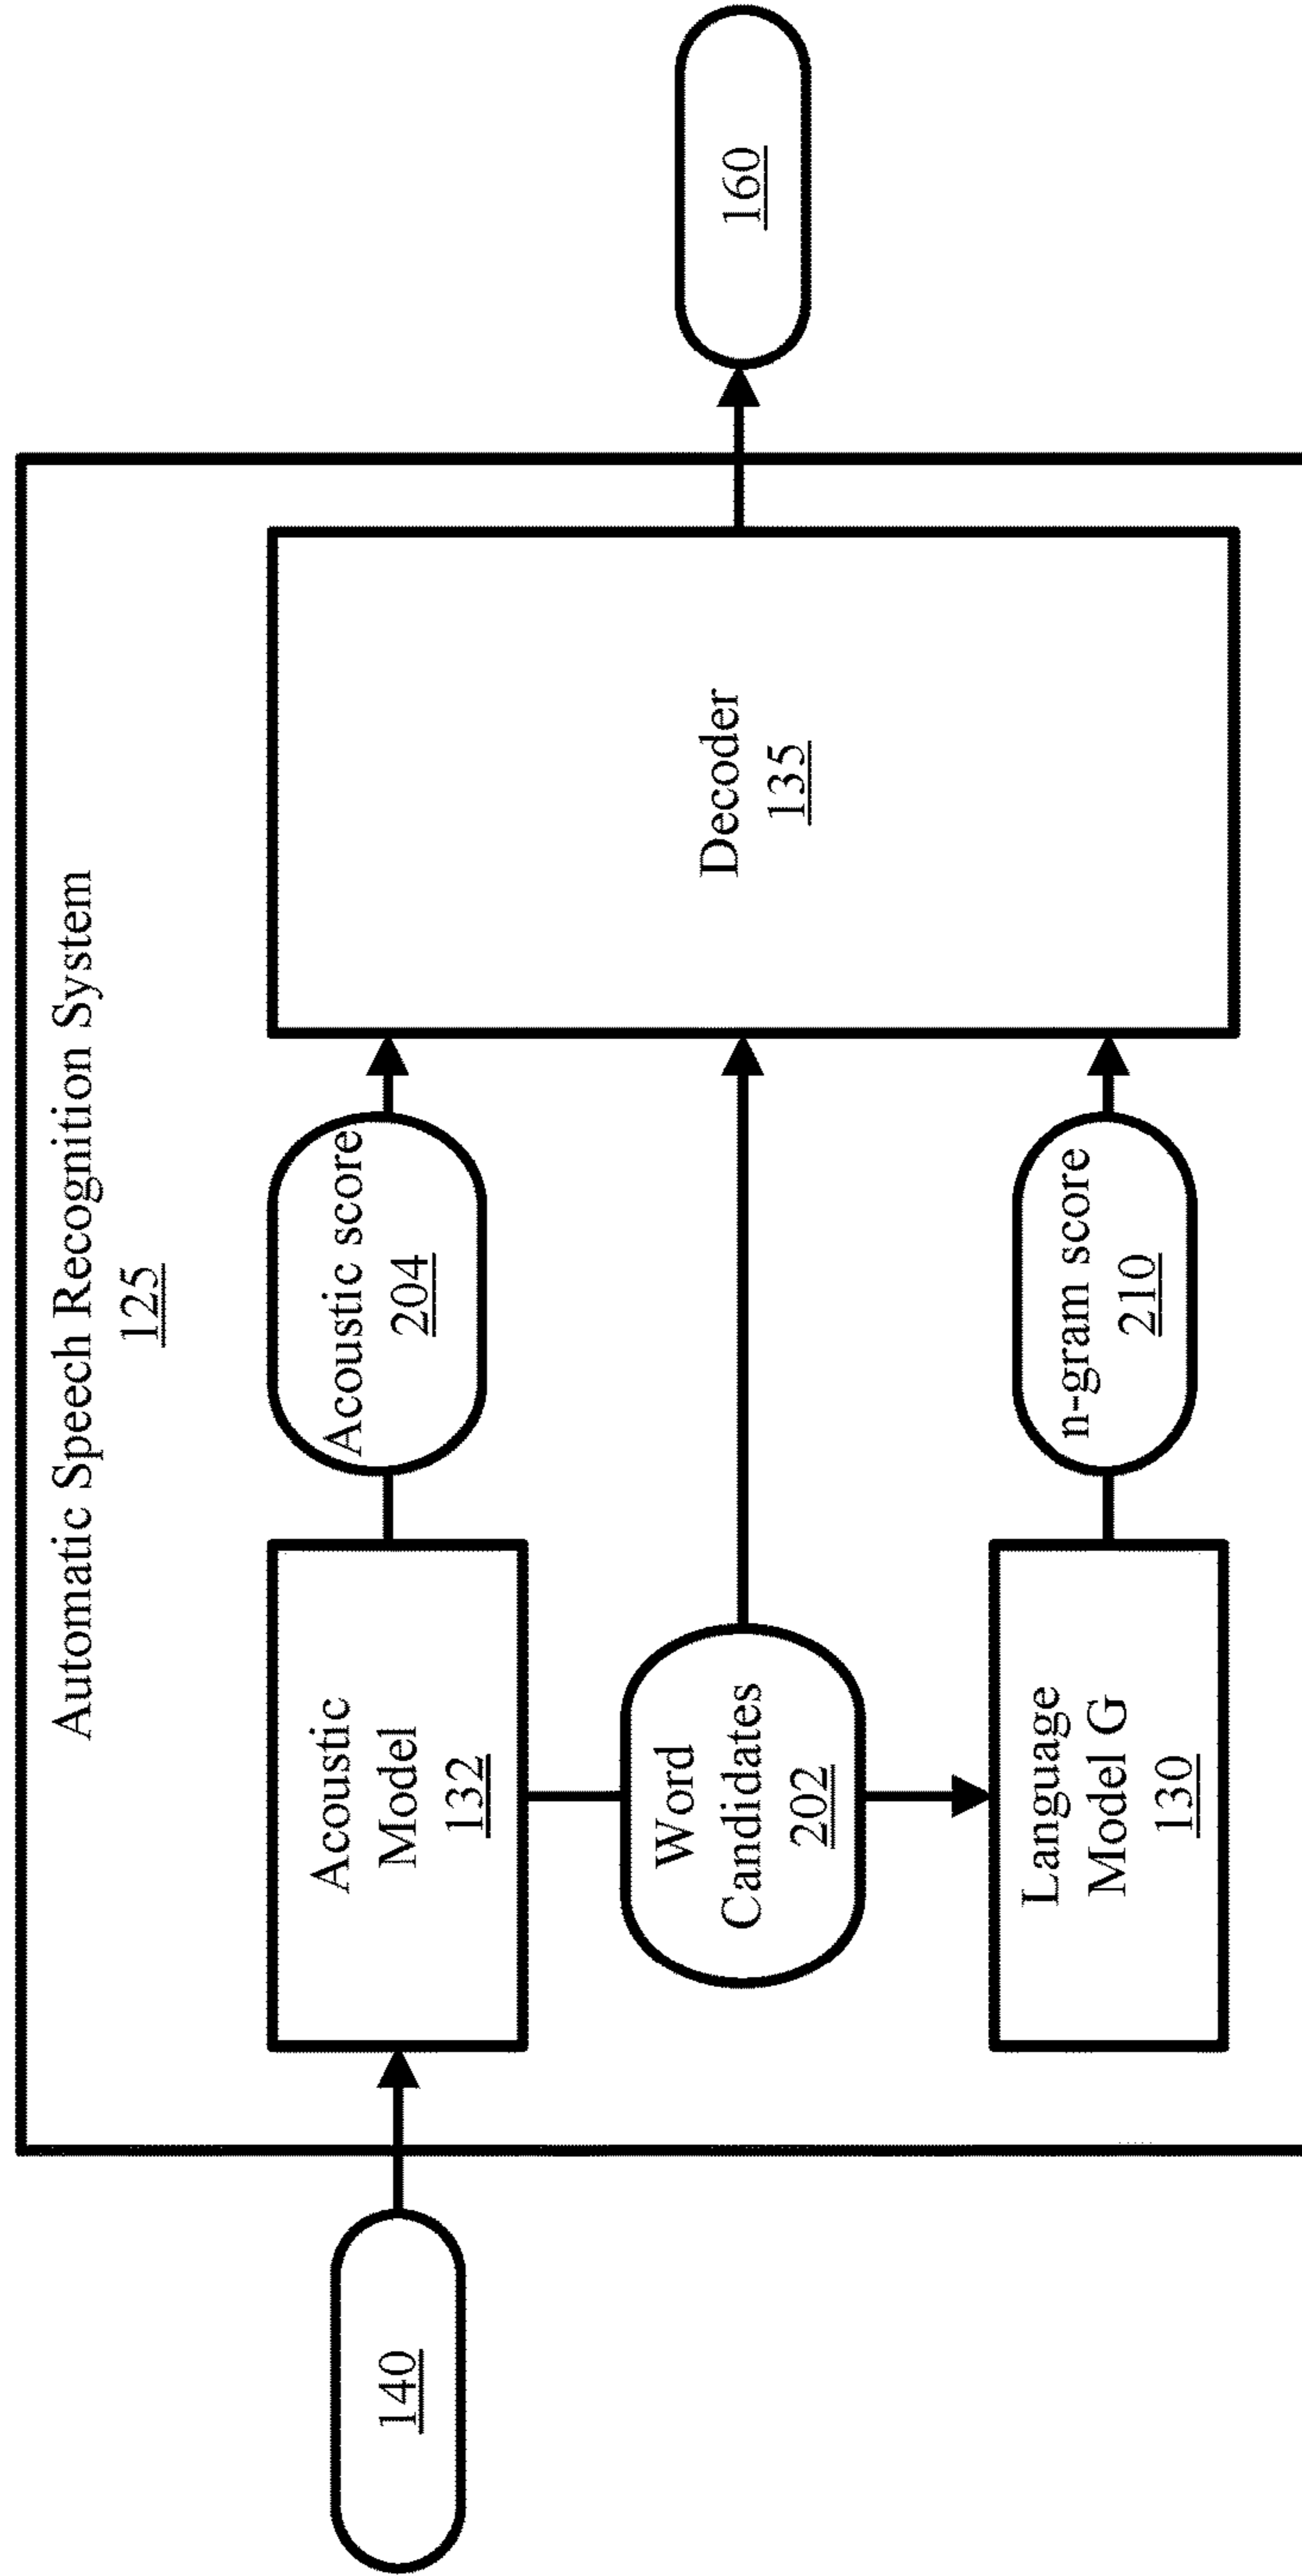 Automatic Speech Recognition System
125
140
Acoustic
Model
132
Acoustic score
204
Word
Candidates
202
Language
Model G
130
n-gram score
210
Decoder
135
160